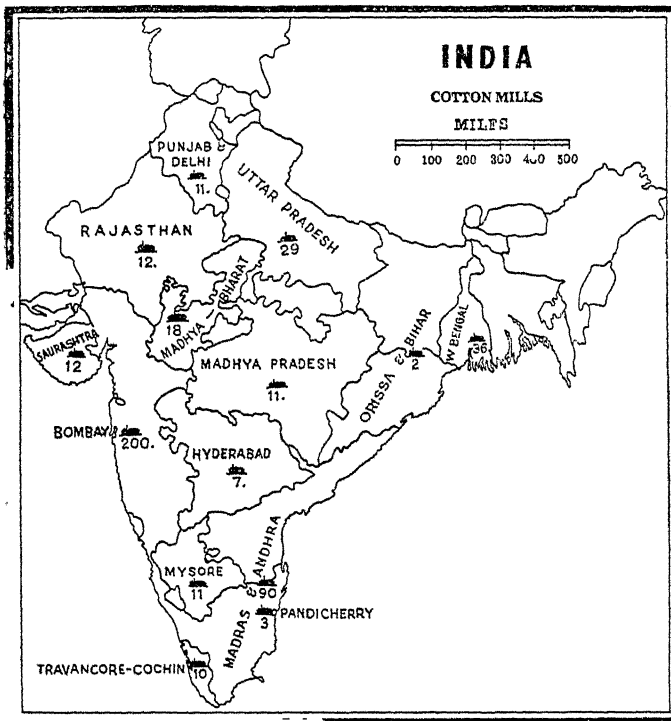 INDIA
COTTON MILLS
MILES
0 100 200 300 400 500
PUNJAB &
DELHI
11.
UTTAR PRADESH
29
RAJASTHAN
12.
MADHYA BHARAT
18
SAURASHTRA
12
MADHYA PRADESH
11.
ORISSA & BIHAR
2
W BENGAL
36
BOMBAY
200.
HYDERABAD
7.
MYSORE
11
MADRAS & ANDHRA
90
PANDICHERRY
3
TRAVANCORE-COCHIN
10